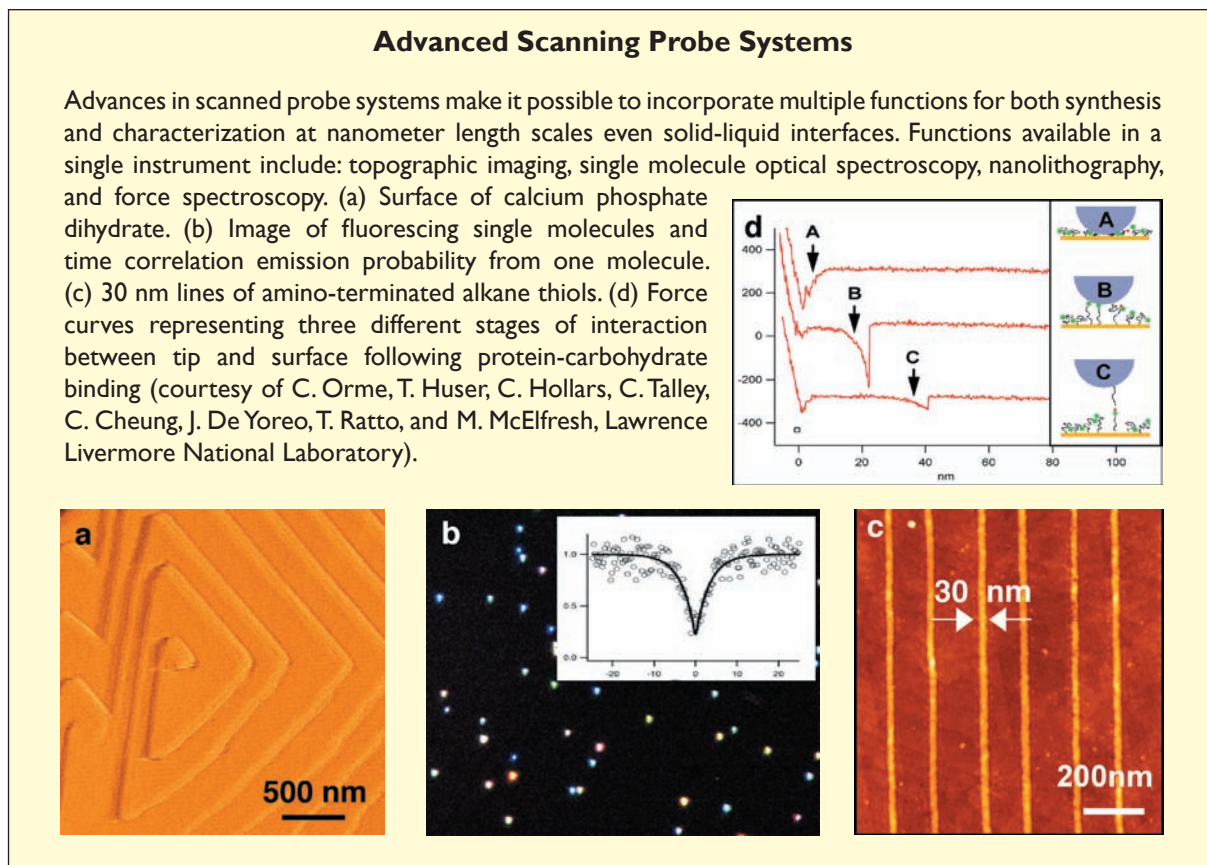 Advanced Scanning Probe Systems
Advances in scanned probe systems make it possible to incorporate multiple functions for both synthesis
and characterization at nanometer length scales even solid-liquid interfaces. Functions available in a
single instrument include: topographic imaging, single molecule optical spectroscopy, nanolithography,
and force spectroscopy. (a) Surface of calcium phosphate
dihydrate. (b) Image of fluorescing single molecules and
time correlation emission probability from one molecule.
(c) 30 nm lines of amino-terminated alkane thiols. (d) Force
curves representing three different stages of interaction
between tip and surface following protein-carbohydrate
binding (courtesy of C. Orme, T. Huser, C. Hollars, C. Talley,
C. Cheung, J. De Yoreo, T. Ratto, and M. McElfresh, Lawrence
Livermore National Laboratory).
d
A
B
C
400
200
0
-200
-400
0 20 40 60 80 100
nm
A
B
C
a
500 nm
b
1.0
0.5
0.0
-20 -10 0 10 20
c
30 nm
200nm